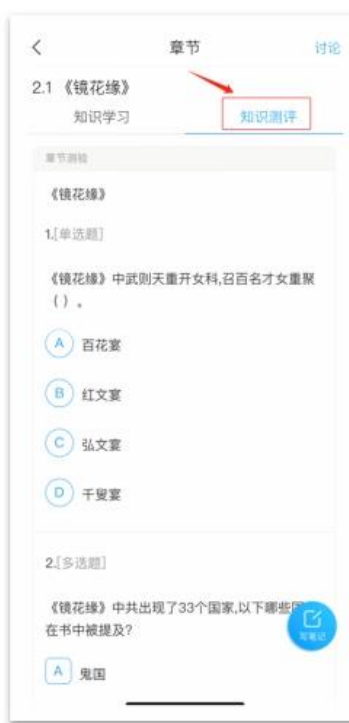 章节
讨论
2.1 《镜花缘》
知识学习
知识测评
章节测验
《镜花缘》
1.[单选题]
《镜花缘》中武则天重开女科,召百名才女重聚
( ) 。
A 百花宴
B 红文宴
C 弘文宴
D 千叟宴
2.[多选题]
《镜花缘》中共出现了33个国家,以下哪些
在书中被提及?
写笔记
A 鬼国